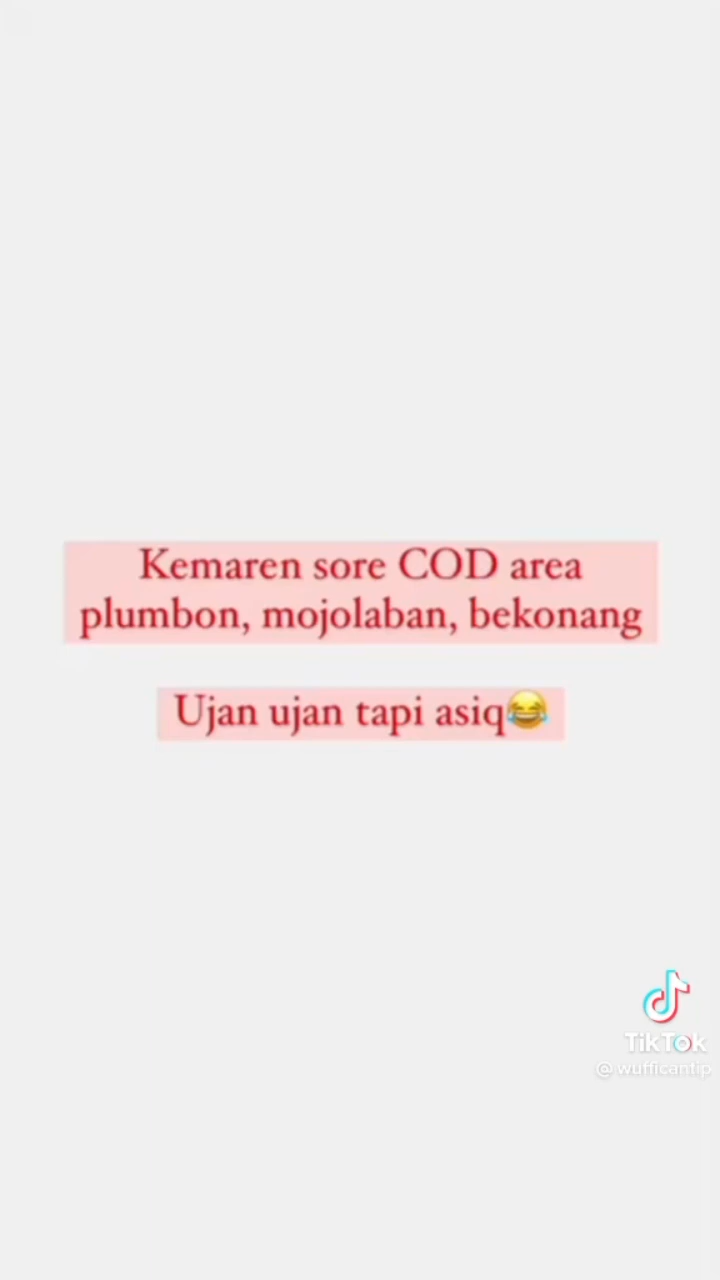 Kemaren sore COD area
plumbon, mojolaban, bekonang
Ujan ujan tapi asiq😂
TikTok
@wufficantip